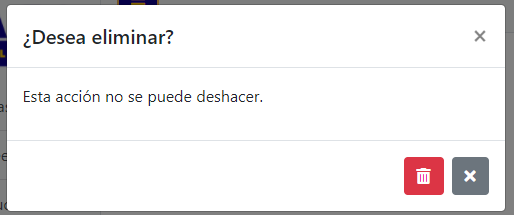 ¿Desea eliminar?
Esta acción no se puede deshacer.